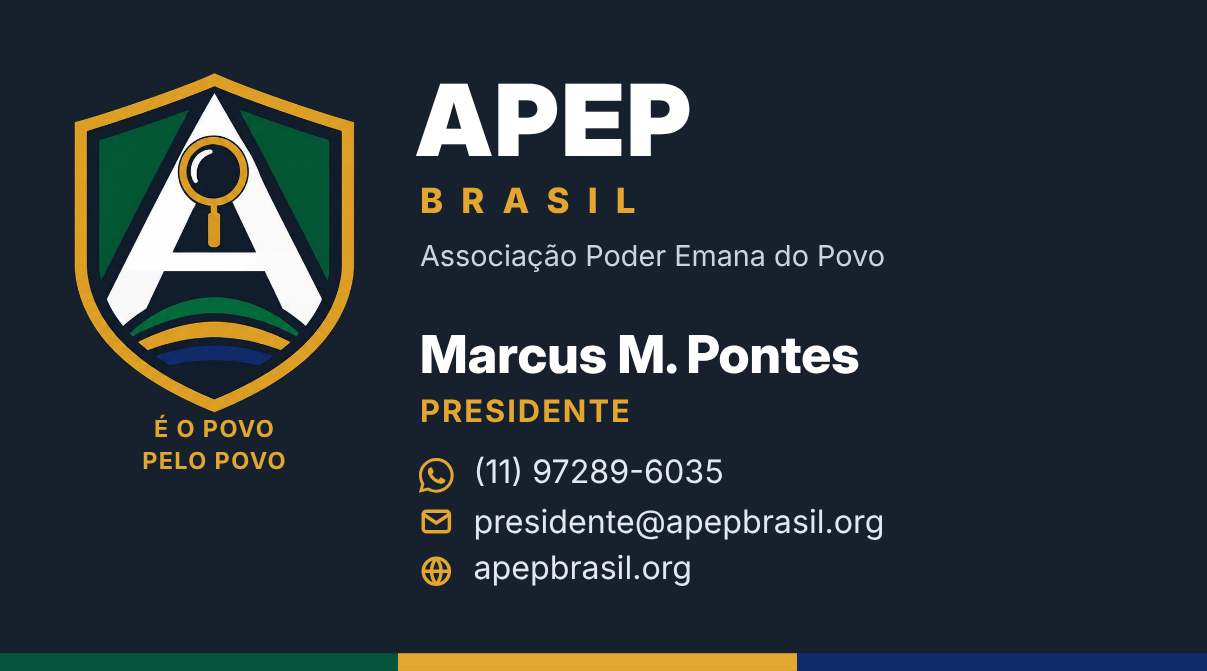 APEP
BRASIL
Associação Poder Emana do Povo
Marcus M. Pontes
PRESIDENTE
(11) 97289-6035
presidente@apepbrasil.org
apepbrasil.org
É O POVO
PELO POVO